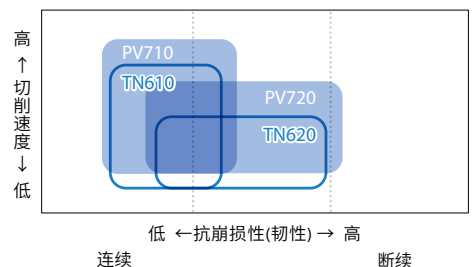 高
↑
切
削
速
度
↓
低
PV710
TN610
PV720
TN620
低 ←抗崩损性(韧性) → 高
连续 断续